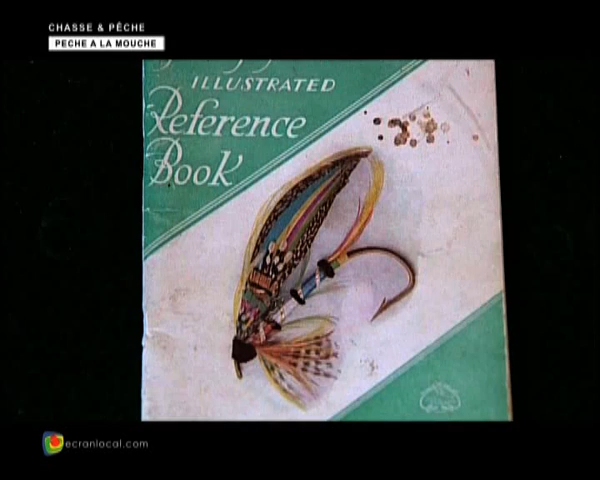 CHASSE & PÊCHE
PECHE A LA MOUCHE
ILLUSTRATED
Reference
Book
ecranlocal.com